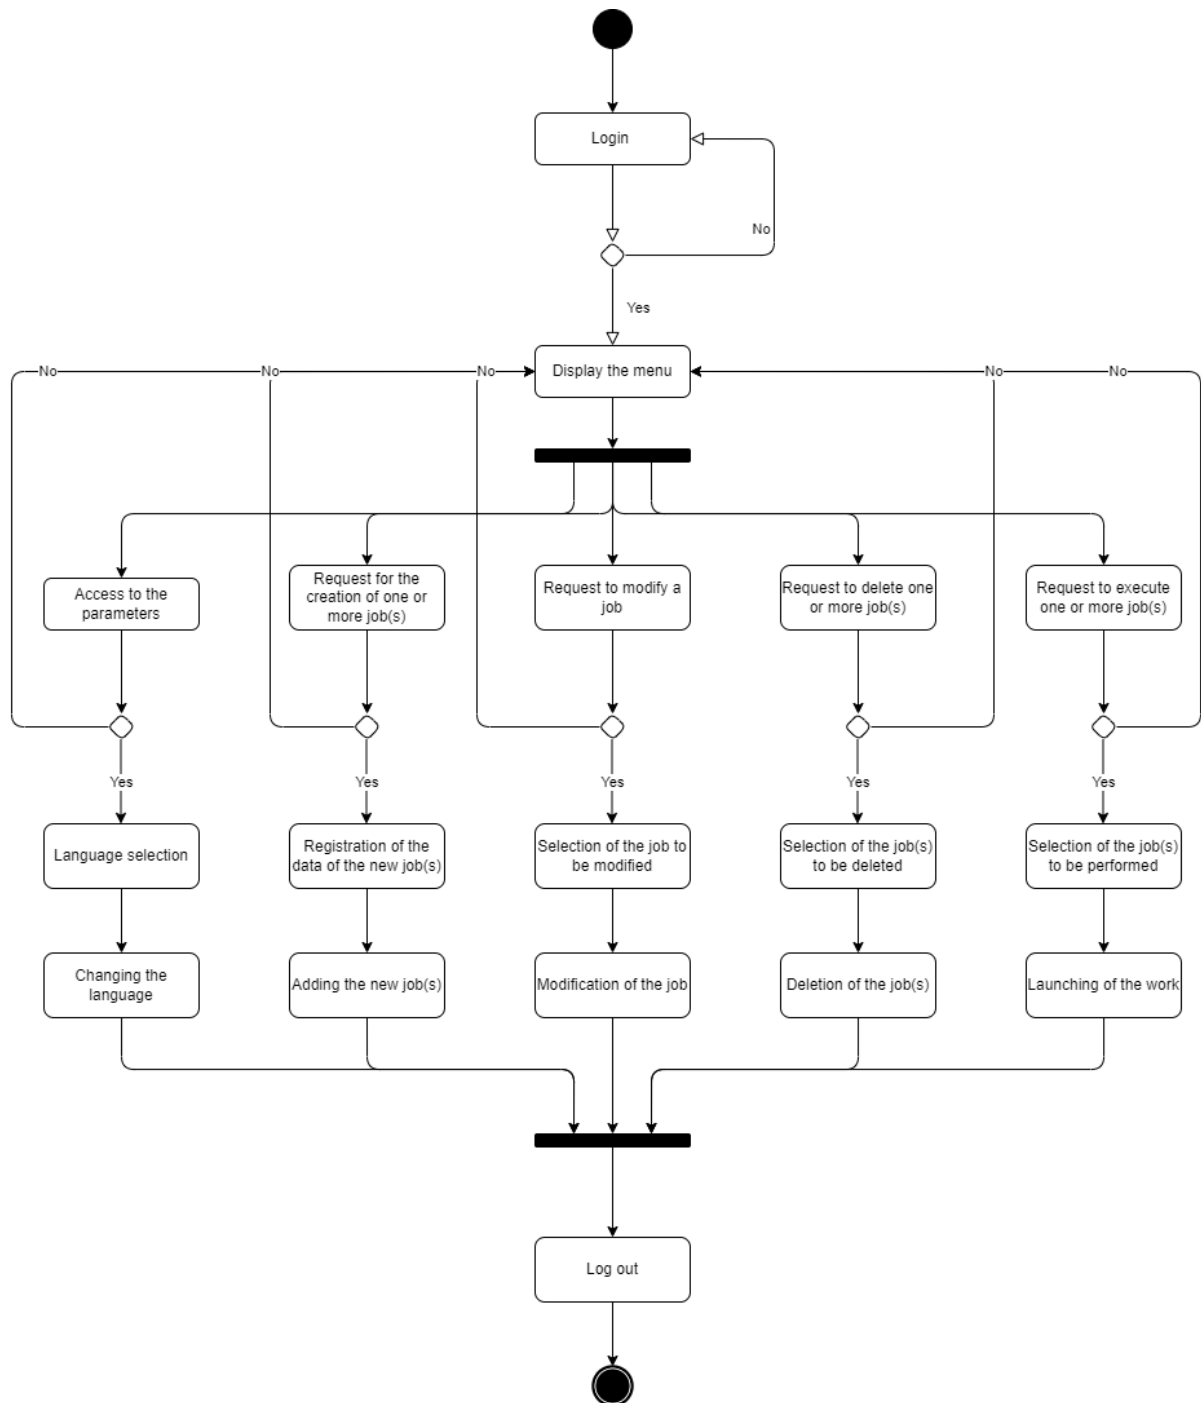 Login
No
Yes
Display the menu
No
No
No
No
No
Access to the
parameters
Request for the
creation of one or
more job(s)
Request to modify a
job
Request to delete one
or more job(s)
Request to execute
one or more job(s)
Yes
Yes
Yes
Yes
Yes
Language selection
Registration of the
data of the new job(s)
Selection of the job to
be modified
Selection of the job(s)
to be deleted
Selection of the job(s)
to be performed
Changing the
language
Adding the new job(s)
Modification of the job
Deletion of the job(s)
Launching of the work
Log out